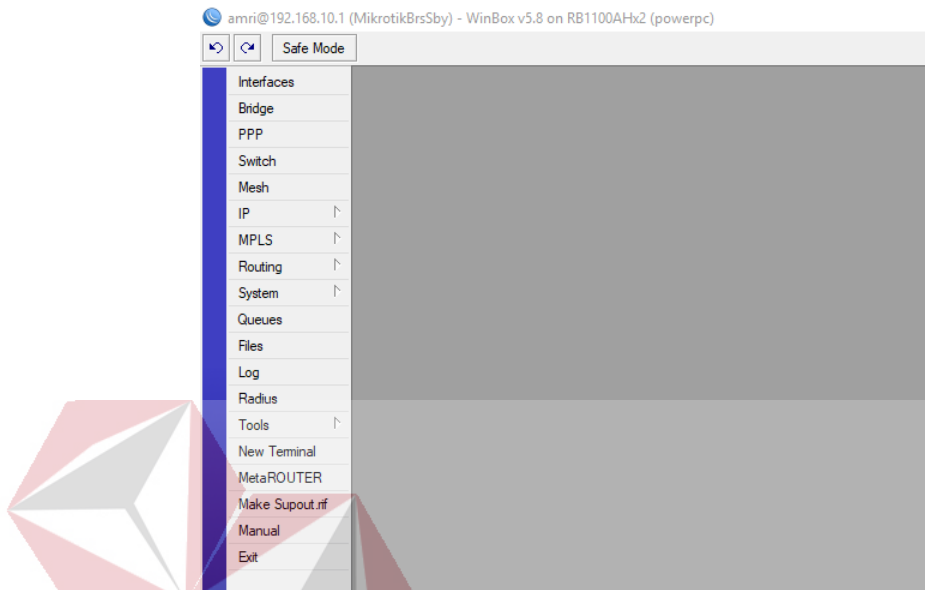 amri@192.168.10.1 (MikrotikBrsSby) - WinBox v5.8 on RB1100AHx2 (powerpc)
Safe Mode
Interfaces
Bridge
PPP
Switch
Mesh
IP
MPLS
Routing
System
Queues
Files
Log
Radius
Tools
New Terminal
MetaROUTER
Make Supout.rif
Manual
Exit